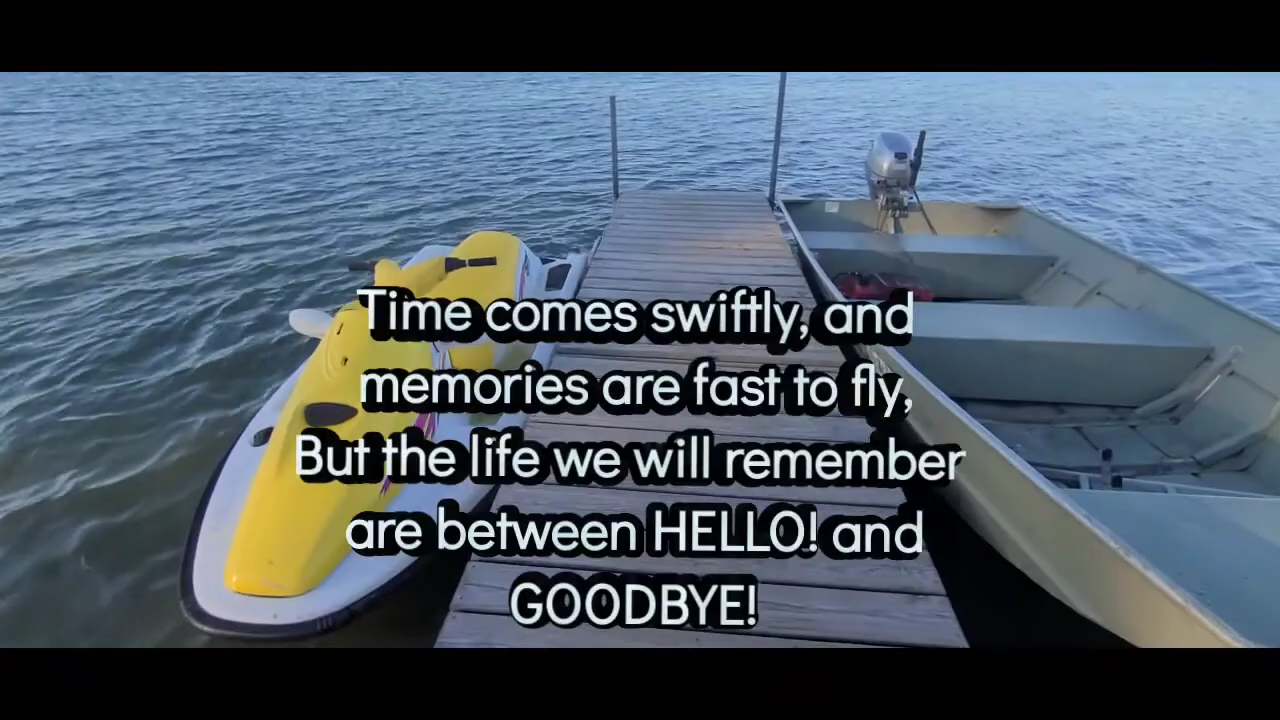 Time comes swiftly, and
memories are fast to fly,
But the life we will remember
are between HELLO! and
GOODBYE!